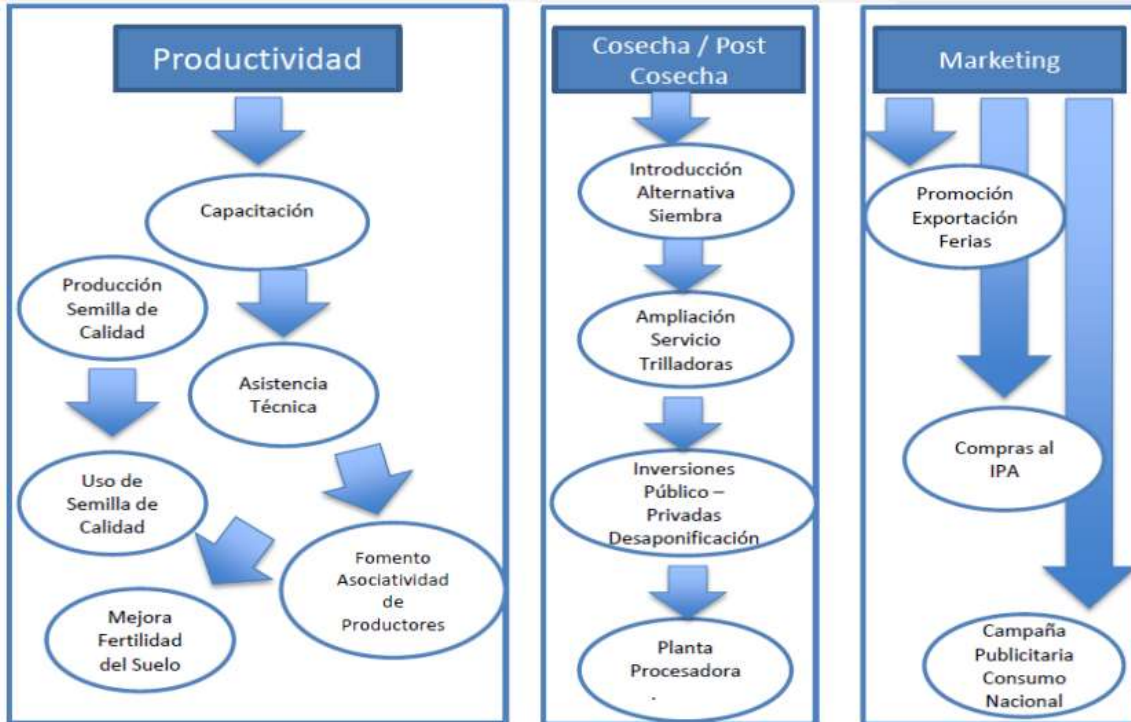 Productividad
Capacitación
Producción
Semilla de
Calidad
Asistencia
Técnica
Uso de
Semilla de
Calidad
Fomento
Asociatividad
de
Productores
Mejora
Fertilidad
del Suelo
Cosecha / Post
Cosecha
Introducción
Alternativa
Siembra
Ampliación
Servicio
Trilladoras
Inversiones
Público –
Privadas
Desaponificación
Planta
Procesadora
.
Marketing
Promoción
Exportación
Ferias
Compras al
IPA
Campaña
Publicitaria
Consumo
Nacional